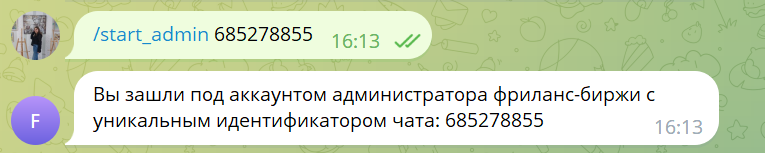 /start_admin 685278855
16:13
Вы зашли под аккаунтом администратора фриланс-биржи с
уникальным идентификатором чата: 685278855
16:13
F